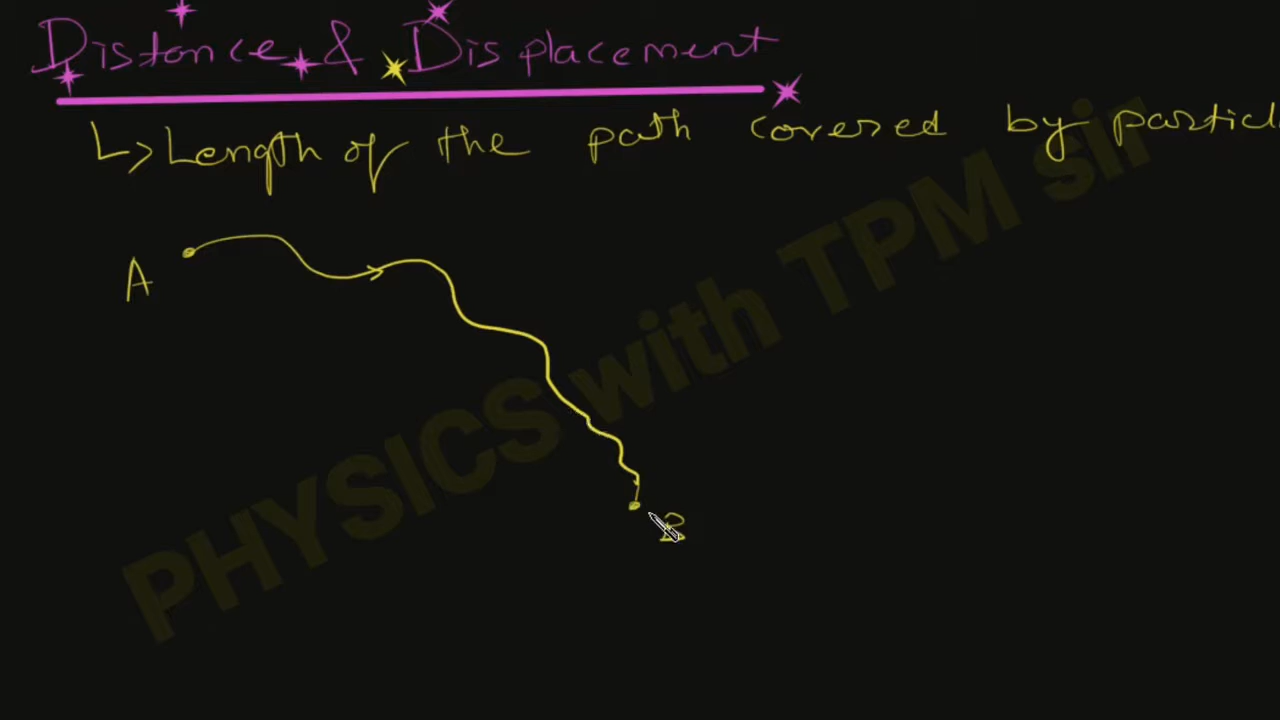 Distance & Displacement
↳ Length of the path covered by particl
A
B
PHYSICS with TPM sir